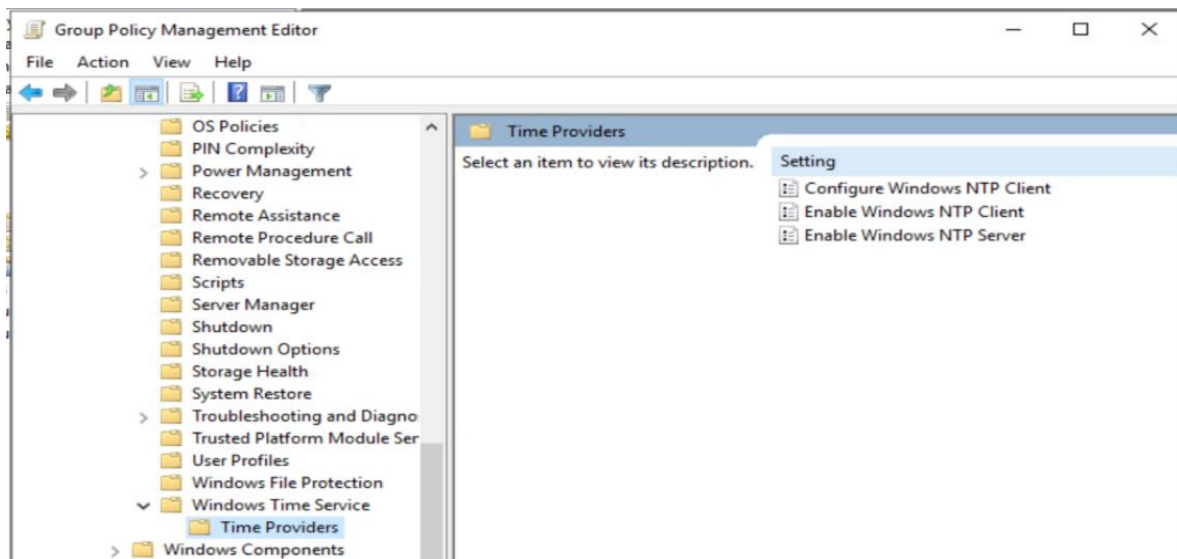 Group Policy Management Editor
File Action View Help
OS Policies
PIN Complexity
Power Management
Recovery
Remote Assistance
Remote Procedure Call
Removable Storage Access
Scripts
Server Manager
Shutdown
Shutdown Options
Storage Health
System Restore
Troubleshooting and Diagno
Trusted Platform Module Ser
User Profiles
Windows File Protection
Windows Time Service
Time Providers
Windows Components
Time Providers
Select an item to view its description.
Setting
Configure Windows NTP Client
Enable Windows NTP Client
Enable Windows NTP Server